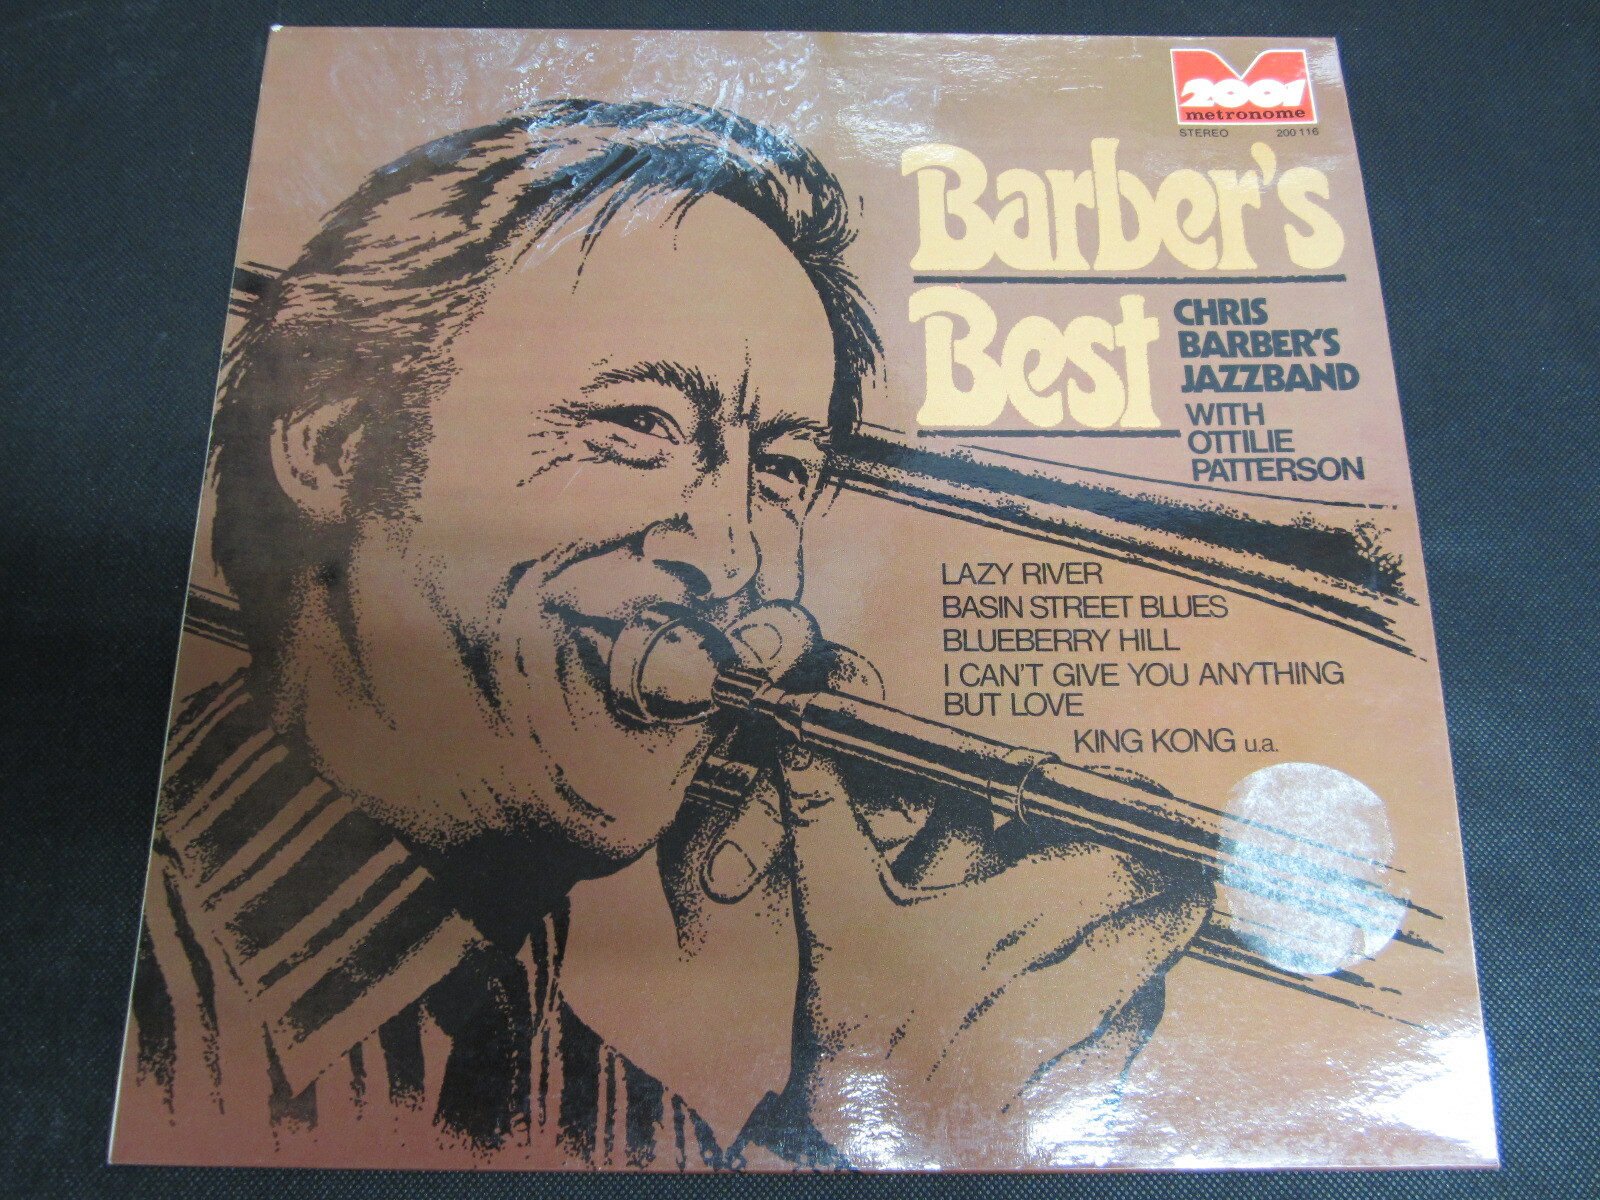 2001
metronome
STEREO 200 116
Barber's
Best
CHRIS
BARBER'S
JAZZBAND
WITH
OTTILIE
PATTERSON
LAZY RIVER
BASIN STREET BLUES
BLUEBERRY HILL
I CAN'T GIVE YOU ANYTHING
BUT LOVE
KING KONG u.a.